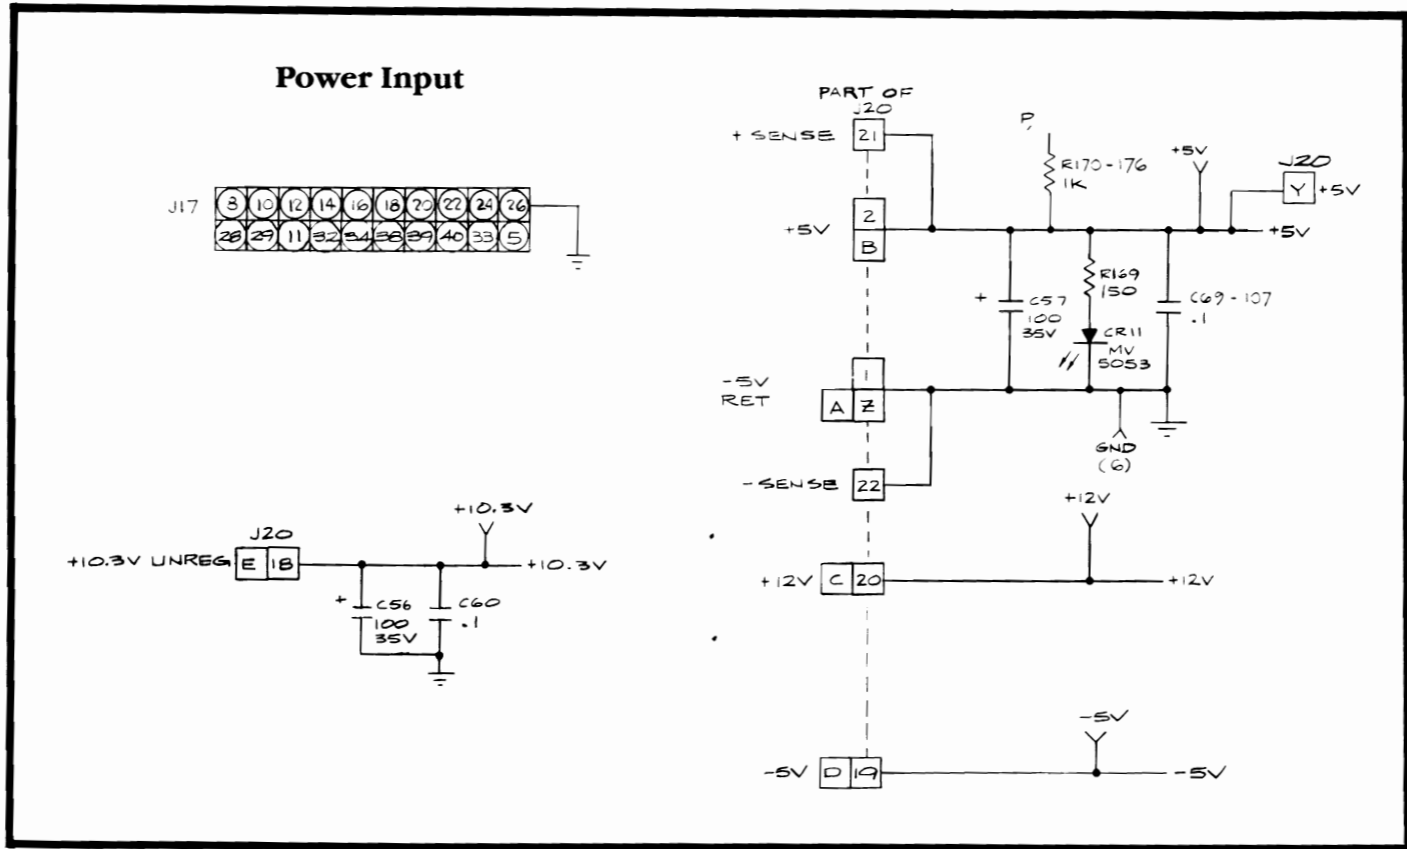 Power Input
J17
3 10 12 14 16 18 20 22 24 26
28 29 11 32 34 38 39 40 33 5
+10.3V UNREG
J20
E 18
+10.3V
+10.3V
+
C56
100
35V
C60
.1
PART OF
J20
+ SENSE
21
+5V
2
B
-5V
RET
1
A Z
- SENSE
22
+12V
C 20
+12V
+12V
-5V
D 19
-5V
-5V
P,
R170-176
1K
+5V
J20
Y
+5V
+5V
+
C57
100
35V
R169
150
CR11
MV
5053
C69-107
.1
GND
(6)